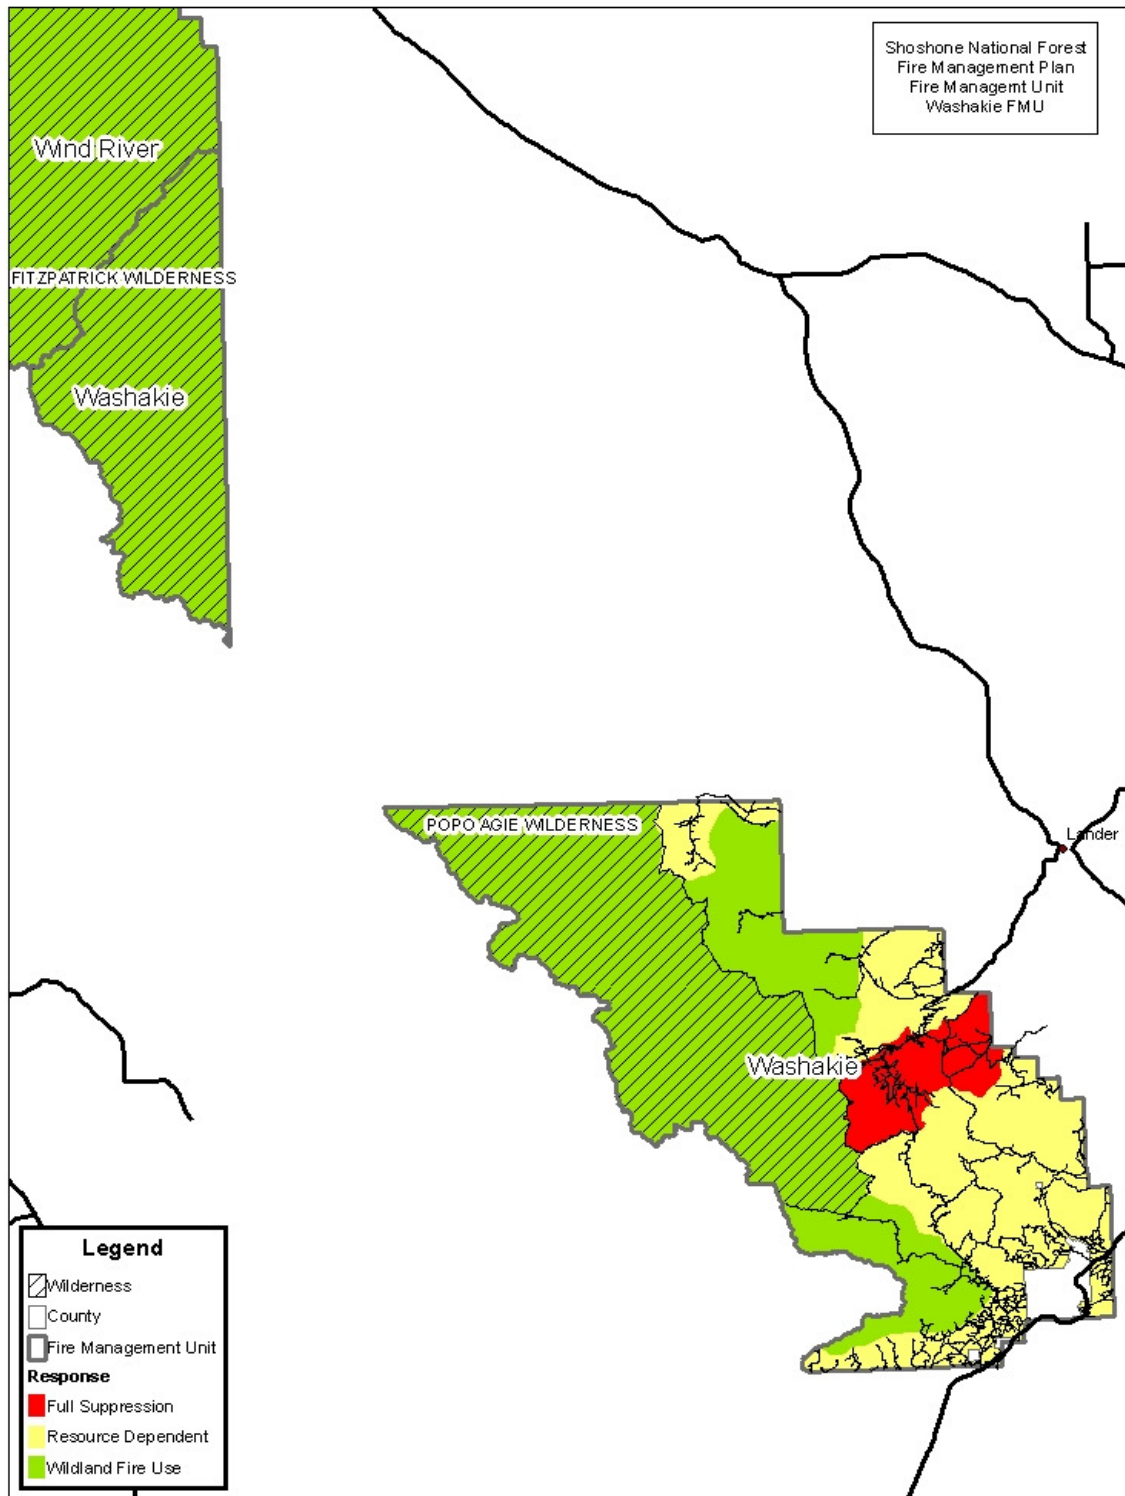 Shoshone National Forest
Fire Management Plan
Fire Managemt Unit
Washakie FMU
Wind River
FITZPATRICK WILDERNESS
Washakie
POPO AGIE WILDERNESS
Lander
Washakie
Legend
Wilderness
County
Fire Management Unit
Response
Full Suppression
Resource Dependent
Wildland Fire Use